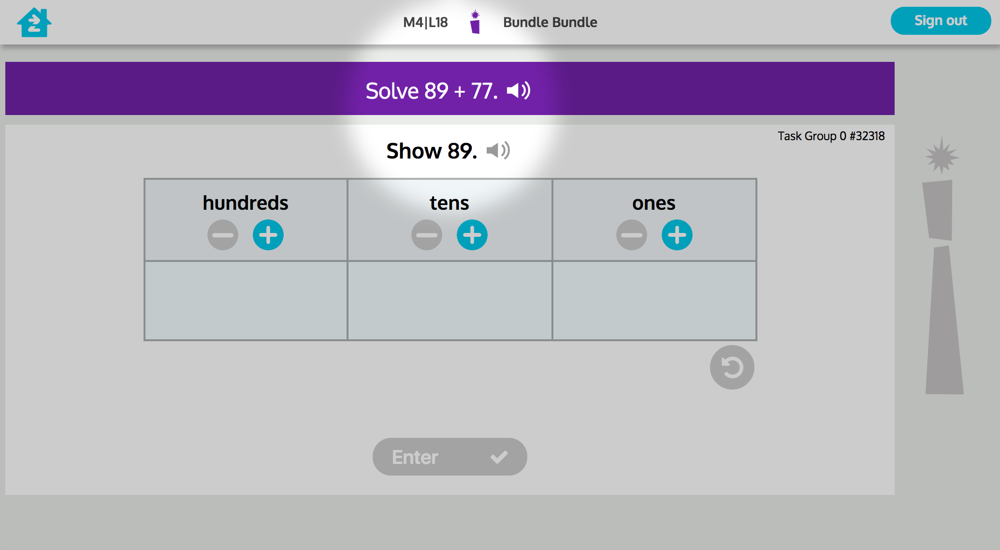 M4|L18 Bundle Bundle
Sign out
Solve 89 + 77.
Task Group 0 #32318
Show 89.
hundreds tens ones
Enter